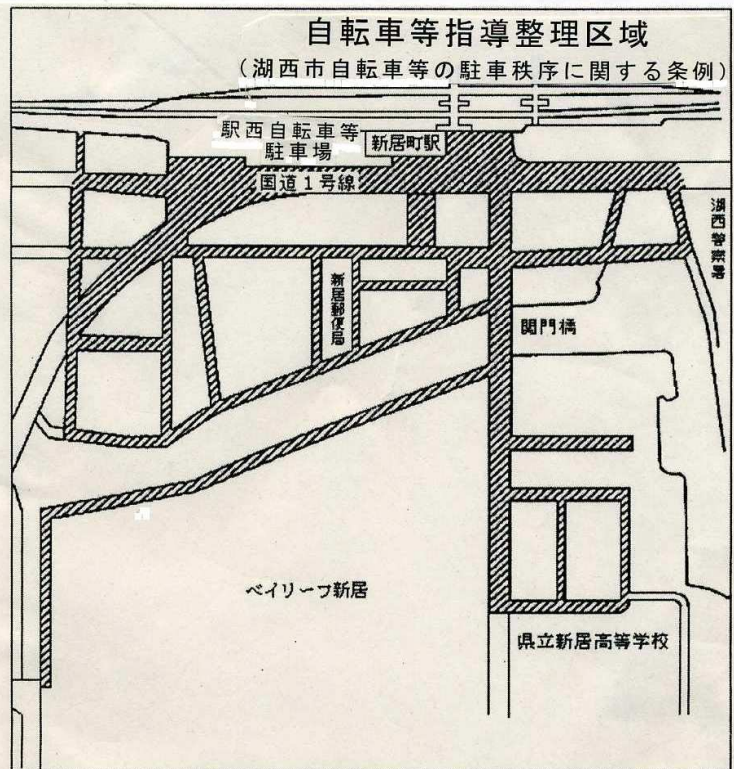 自転車等指導整理区域
(湖西市自転車等の駐車秩序に関する条例)
駅西自転車等
駐車場
新居町駅
国道1号線
湖西警察署
新居郵便局
関門橋
ベイリーフ新居
県立新居高等学校